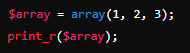 $array = array(1, 2, 3);
print_r($array);